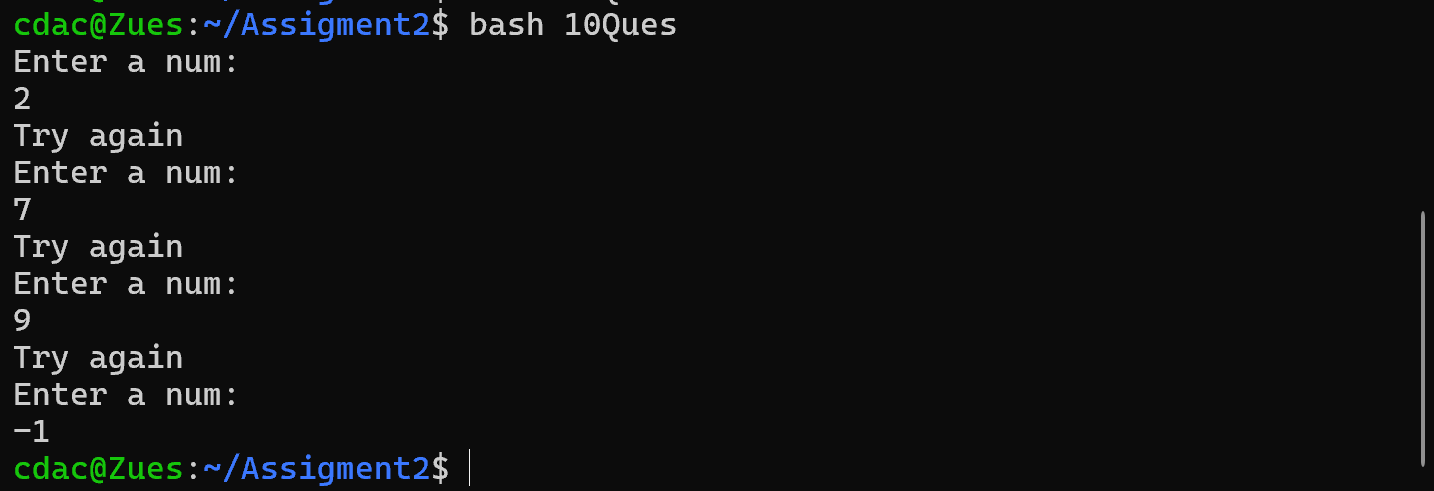 cdac@Zues:~/Assigment2$ bash 10Ques
Enter a num:
2
Try again
Enter a num:
7
Try again
Enter a num:
9
Try again
Enter a num:
-1
cdac@Zues:~/Assigment2$